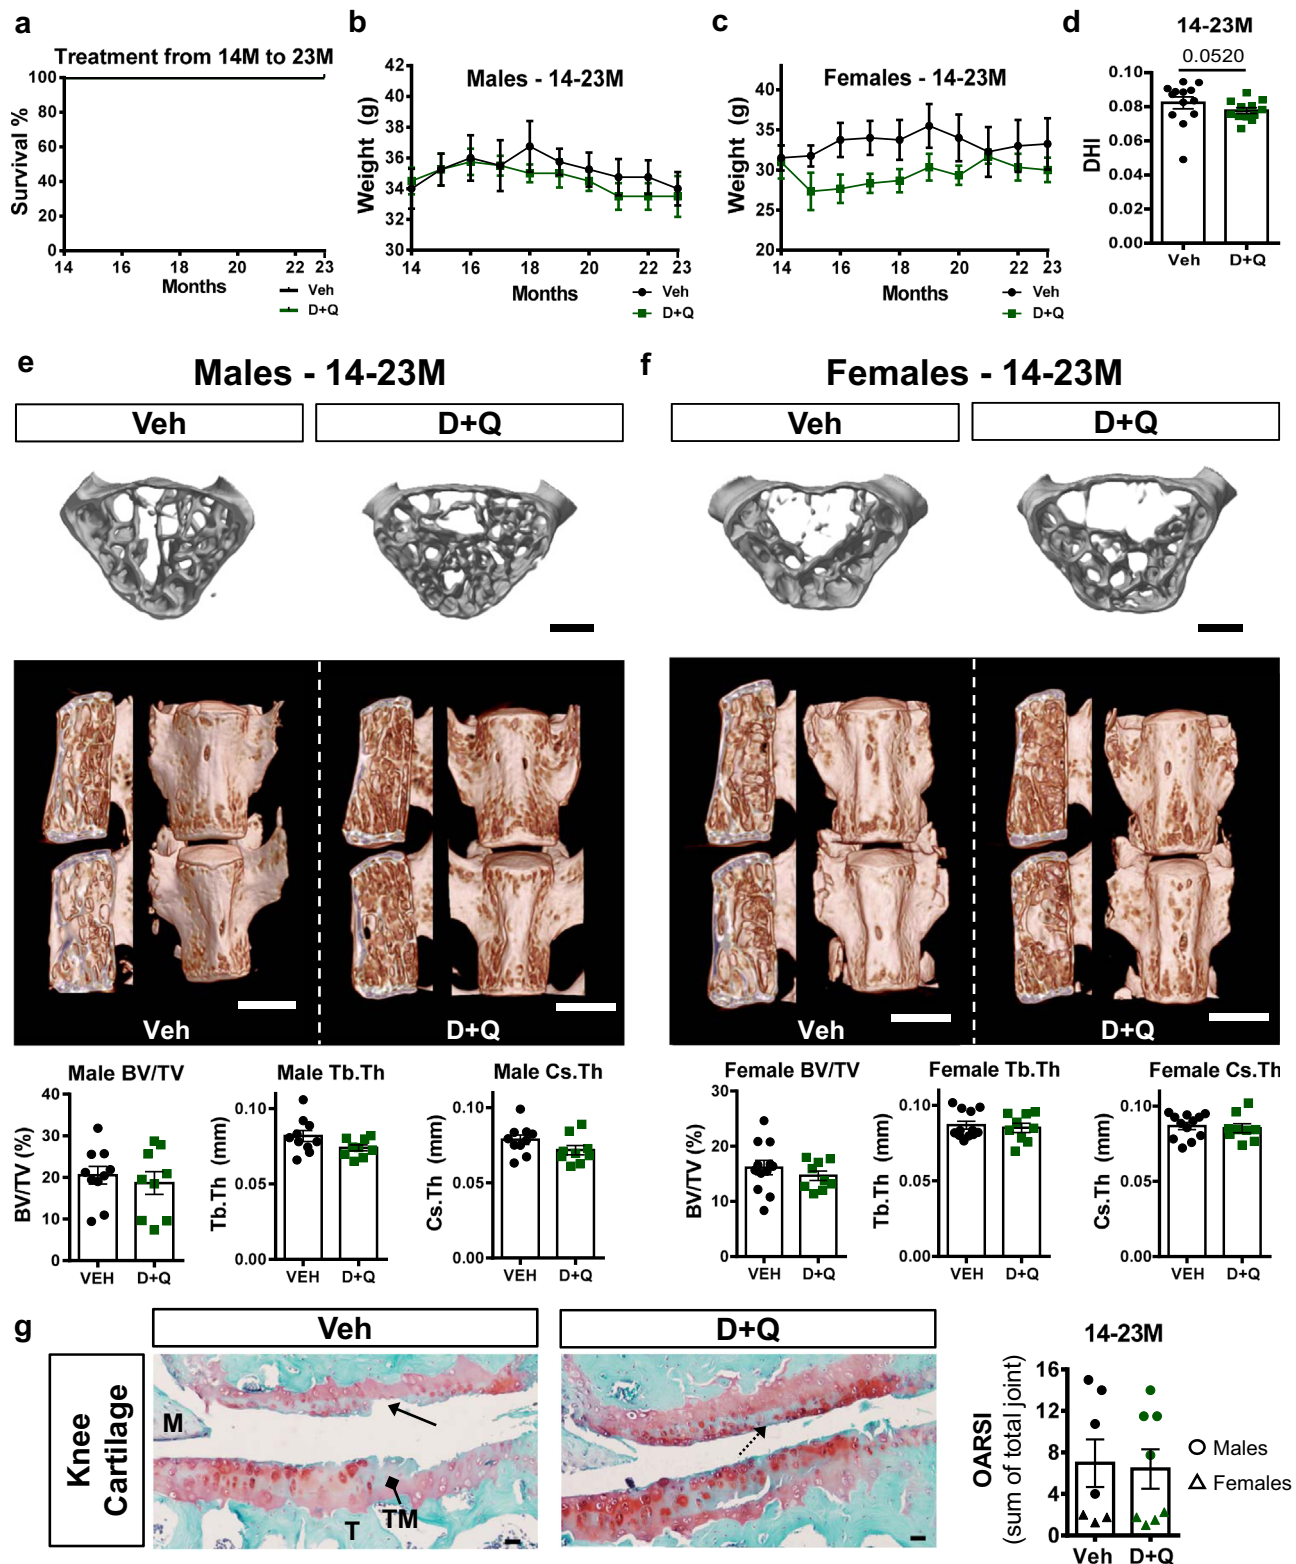 a
Treatment from 14M to 23M
Survival %
100
80
60
40
20
0
14 16 18 20 22 23
Months
Veh
D+Q
b
Males - 14-23M
Weight (g)
42
40
38
36
34
32
30
14 16 18 20 22 23
Months
Veh
D+Q
c
Females - 14-23M
Weight (g)
40
35
30
25
20
14 16 18 20 22 23
Months
Veh
D+Q
d
14-23M
0.0520
DHI
0.10
0.08
0.06
0.04
0.02
0.00
Veh D+Q
e
Males - 14-23M
Veh D+Q
Veh D+Q
Male BV/TV
BV/TV (%)
40
30
20
10
0
VEH D+Q
Male Tb.Th
Tb.Th (mm)
0.10
0.05
0.00
VEH D+Q
Male Cs.Th
Cs.Th (mm)
0.10
0.05
0.00
VEH D+Q
f
Females - 14-23M
Veh D+Q
Veh D+Q
Female BV/TV
BV/TV (%)
30
20
10
0
VEH D+Q
Female Tb.Th
Tb.Th (mm)
0.10
0.05
0.00
VEH D+Q
Female Cs.Th
Cs.Th (mm)
0.10
0.05
0.00
VEH D+Q
g
Veh D+Q
Knee
Cartilage
M
T
TM
14-23M
OARSI
(sum of total joint)
16
12
8
4
0
Veh D+Q
Males
Females